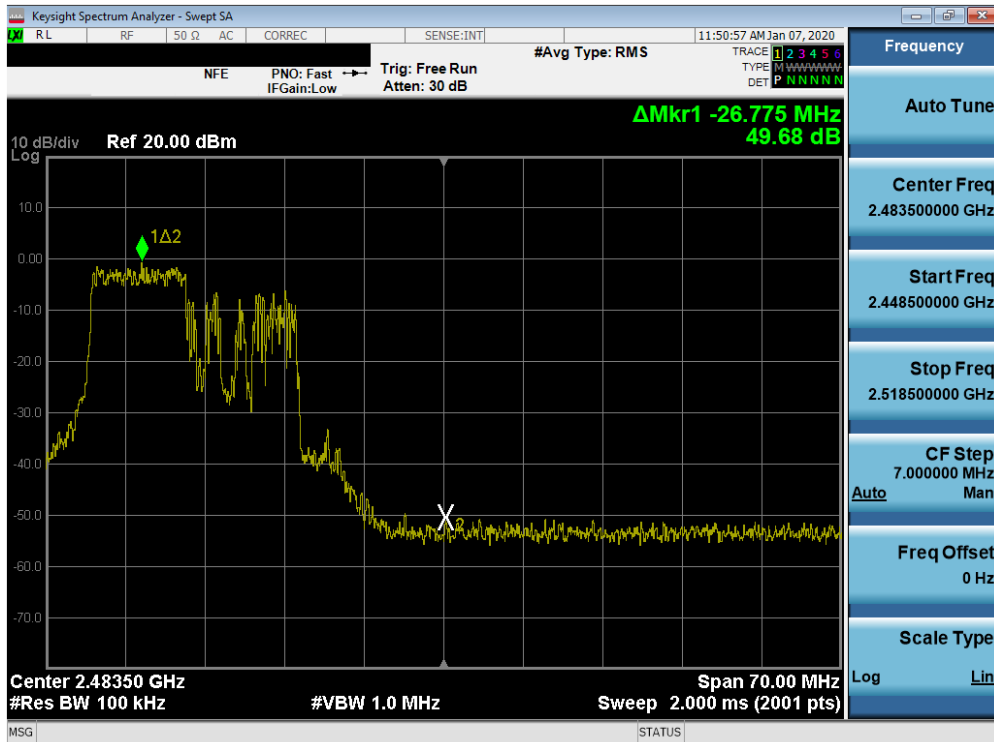 Keysight Spectrum Analyzer - Swept SA
LXI RL RF 50 Ω AC CORREC SENSE:INT 11:50:57 AM Jan 07, 2020
#Avg Type: RMS
TRACE 1 2 3 4 5 6
TYPE M W W W W W
DET P N N N N N
NFE
PNO: Fast
IFGain:Low
Trig: Free Run
Atten: 30 dB
ΔMkr1 -26.775 MHz
49.68 dB
10 dB/div
Log
Ref 20.00 dBm
10.0
0.00
-10.0
-20.0
-30.0
-40.0
-50.0
-60.0
-70.0
1Δ2
X2
Center 2.48350 GHz
Span 70.00 MHz
#Res BW 100 kHz
#VBW 1.0 MHz
Sweep 2.000 ms (2001 pts)
MSG
STATUS
Frequency
Auto Tune
Center Freq
2.483500000 GHz
Start Freq
2.448500000 GHz
Stop Freq
2.518500000 GHz
CF Step
7.000000 MHz
Auto Man
Freq Offset
0 Hz
Scale Type
Log Lin